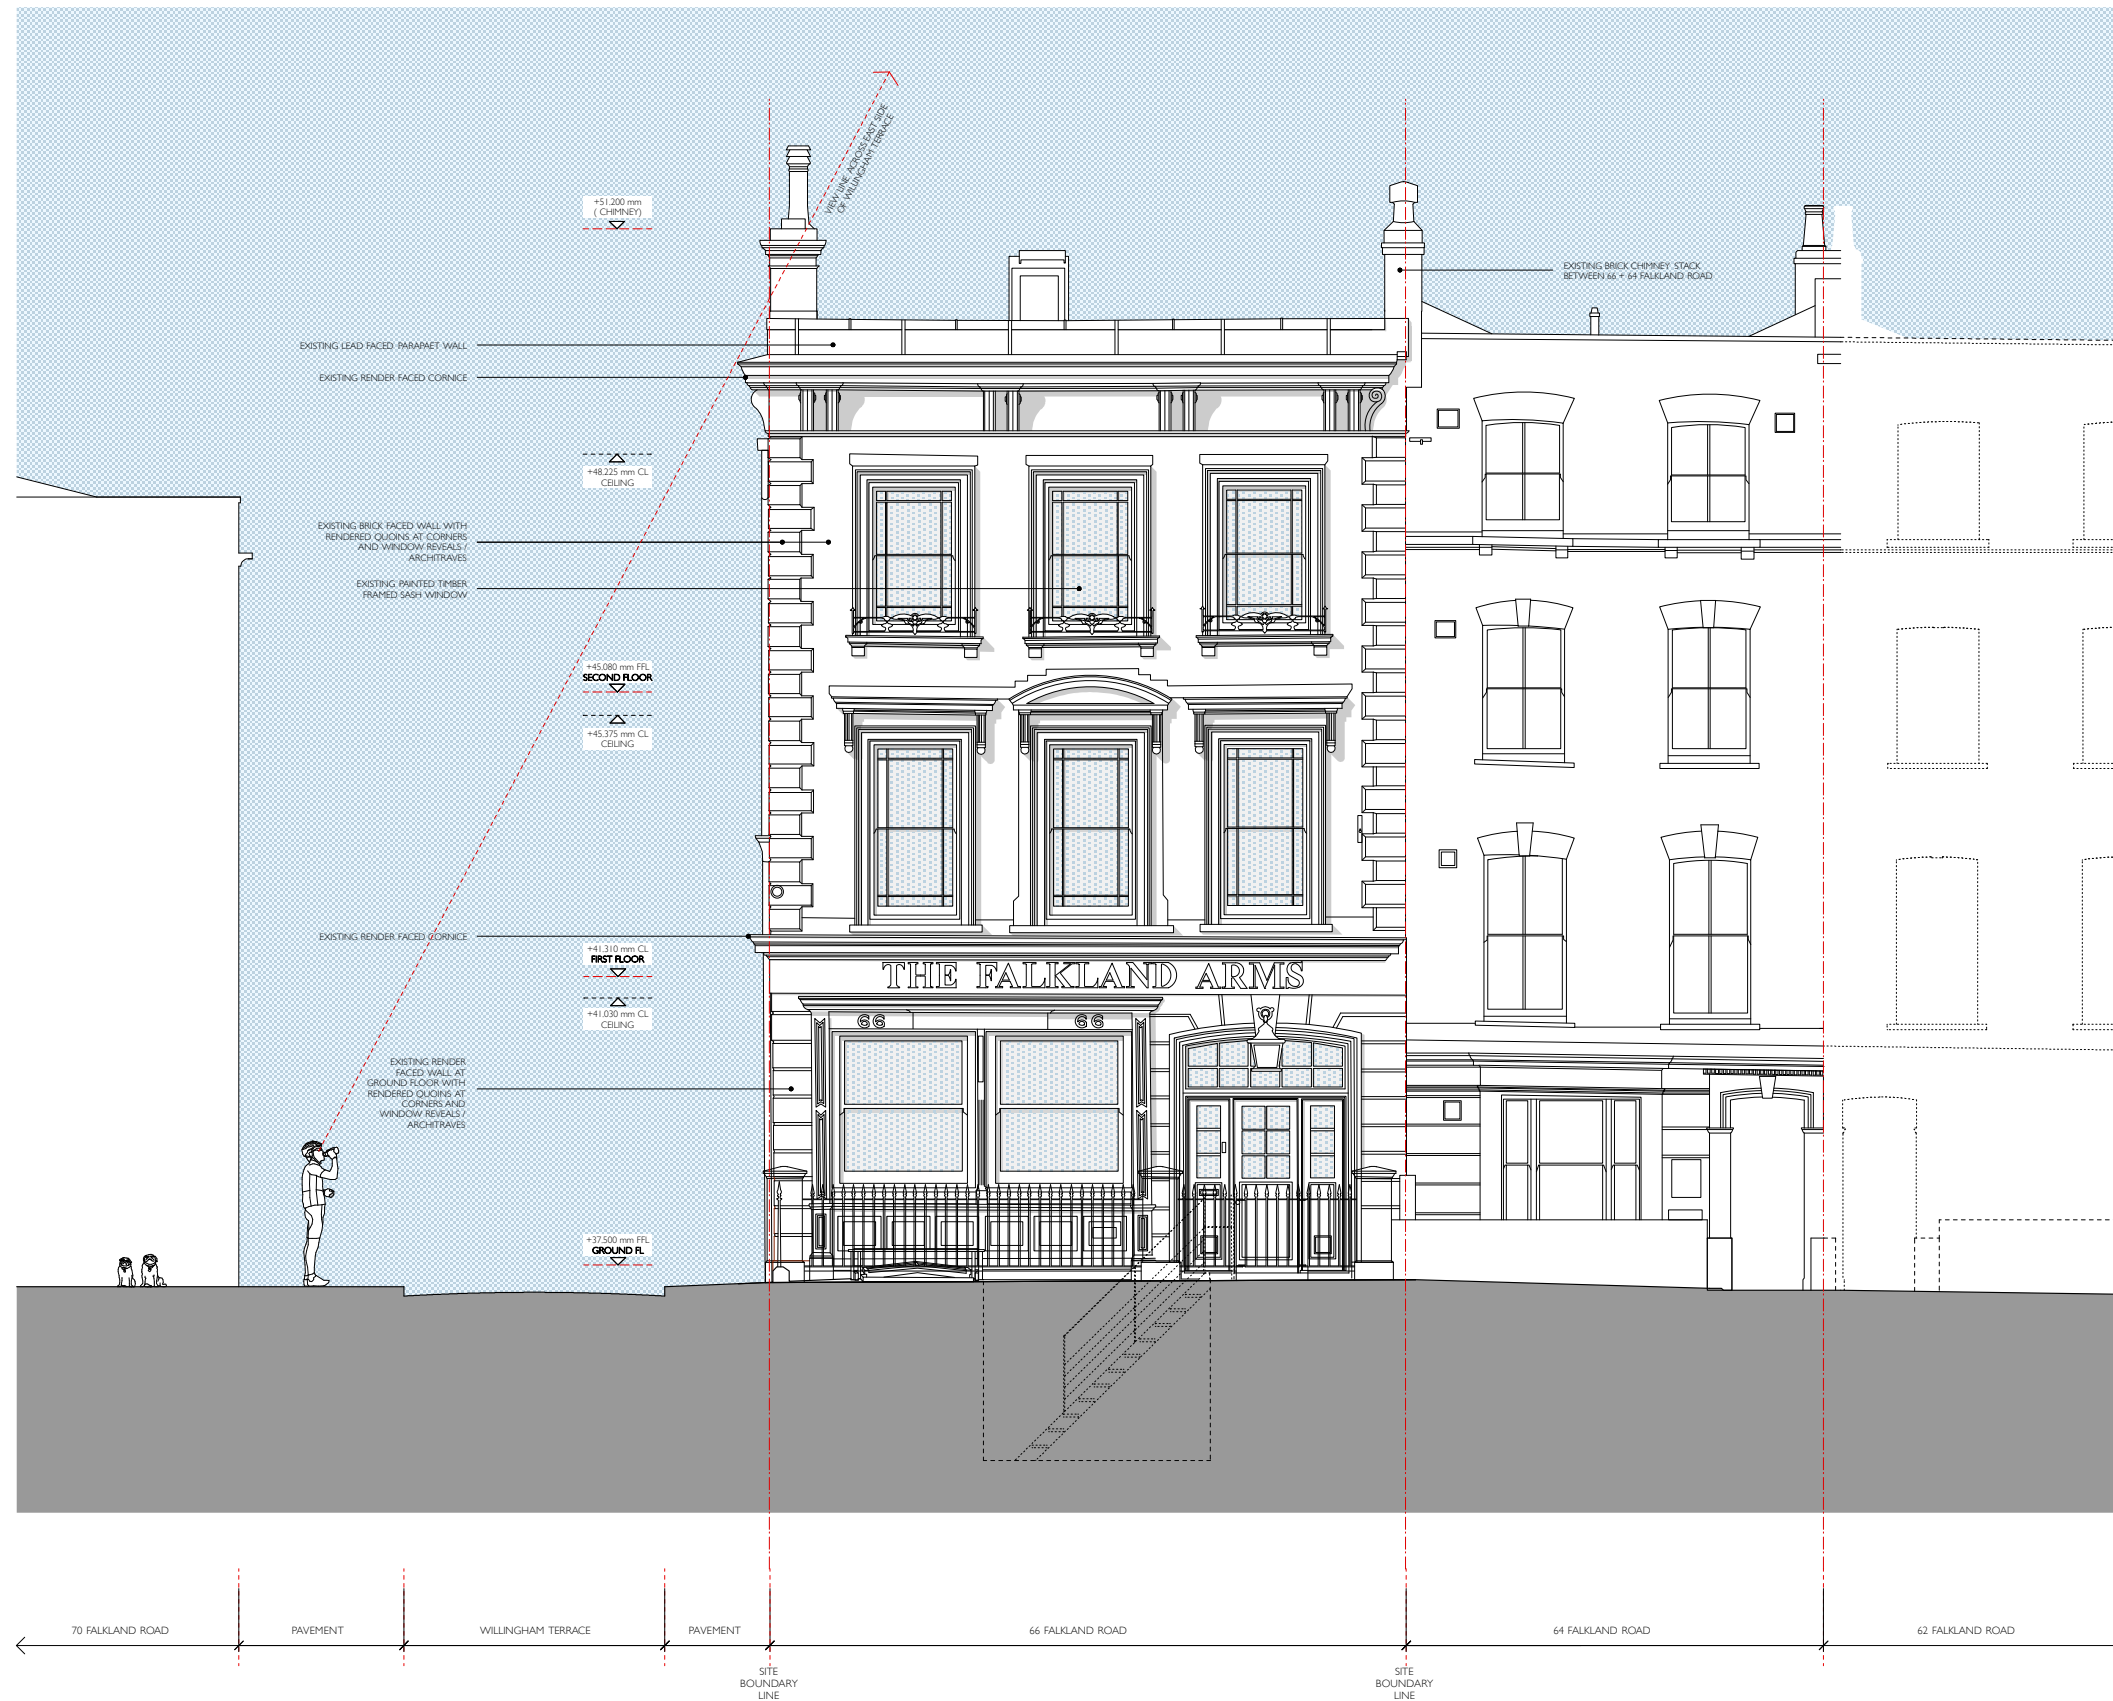 VIEW LINE ACROSS EAST SIDE
OF WILLINGHAM TERRACE
+51.200 mm
( CHIMNEY)
EXISTING BRICK CHIMNEY STACK
BETWEEN 66 + 64 FALKLAND ROAD
EXISTING LEAD FACED PARAPAET WALL
EXISTING RENDER FACED CORNICE
+48.225 mm CL
CEILING
EXISTING BRICK FACED WALL WITH
RENDERED QUOINS AT CORNERS
AND WINDOW REVEALS /
ARCHITRAVES
EXISTING PAINTED TIMBER
FRAMED SASH WINDOW
+45.080 mm FFL
SECOND FLOOR
+45.375 mm CL
CEILING
EXISTING RENDER FACED CORNICE
+41.310 mm CL
FIRST FLOOR
THE FALKLAND ARMS
+41.030 mm CL
CEILING
66
66
EXISTING RENDER
FACED WALL AT
GROUND FLOOR WITH
RENDERED QUOINS AT
CORNERS AND
WINDOW REVEALS /
ARCHITRAVES
+37.500 mm FFL
GROUND FL
70 FALKLAND ROAD
PAVEMENT
WILLINGHAM TERRACE
PAVEMENT
66 FALKLAND ROAD
64 FALKLAND ROAD
62 FALKLAND ROAD
SITE
BOUNDARY
LINE
SITE
BOUNDARY
LINE